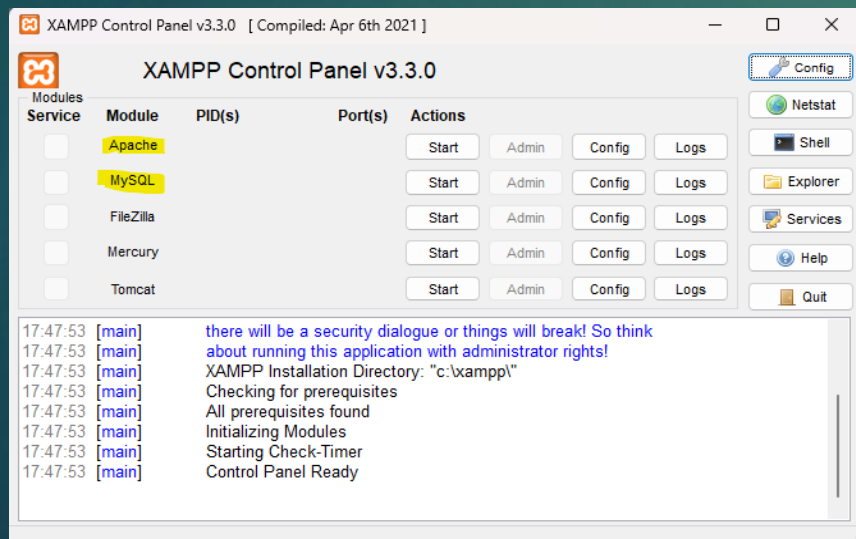 XAMPP Control Panel v3.3.0 [ Compiled: Apr 6th 2021 ]
XAMPP Control Panel v3.3.0
Config
Modules
Service Module PID(s) Port(s) Actions
Netstat
Apache Start Admin Config Logs
Shell
MySQL Start Admin Config Logs
Explorer
FileZilla Start Admin Config Logs
Services
Mercury Start Admin Config Logs
Help
Tomcat Start Admin Config Logs
Quit
17:47:53 [main] there will be a security dialogue or things will break! So think
17:47:53 [main] about running this application with administrator rights!
17:47:53 [main] XAMPP Installation Directory: "c:\xampp\"
17:47:53 [main] Checking for prerequisites
17:47:53 [main] All prerequisites found
17:47:53 [main] Initializing Modules
17:47:53 [main] Starting Check-Timer
17:47:53 [main] Control Panel Ready